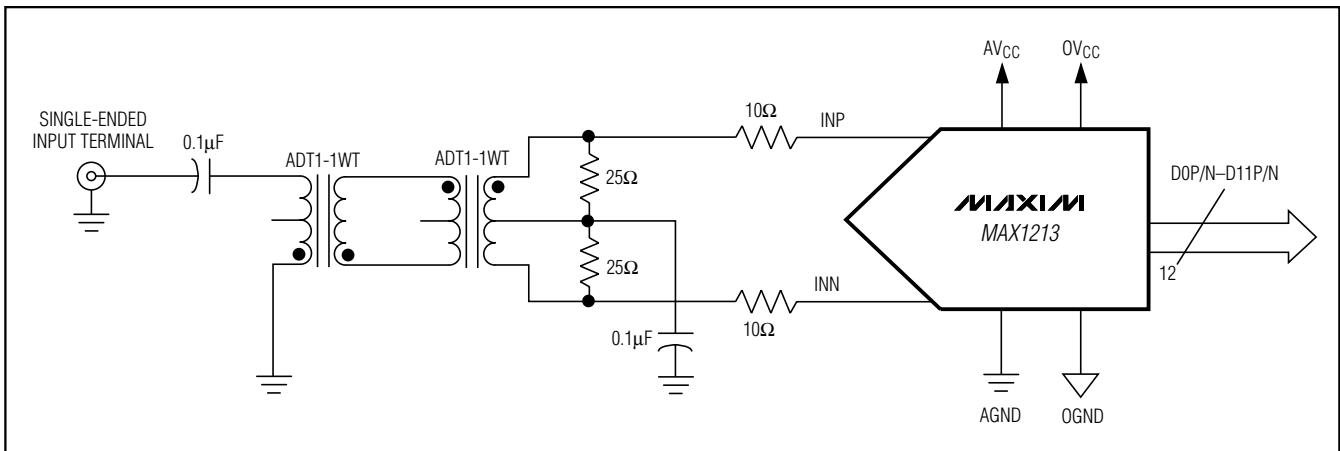 SINGLE-ENDED
INPUT TERMINAL
0.1μF
ADT1-1WT
ADT1-1WT
25Ω
25Ω
0.1μF
10Ω
INP
INN
10Ω
AVCC
OVCC
MAXIM
MAX1213
D0P/N–D11P/N
12
AGND
OGND